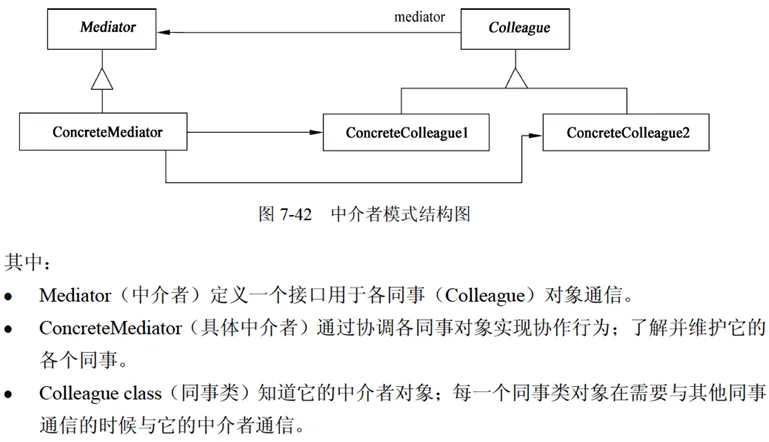 Mediator
mediator
Colleague
ConcreteMediator
ConcreteColleague1
ConcreteColleague2
图 7-42 中介者模式结构图
其中：
● Mediator（中介者）定义一个接口用于各同事（Colleague）对象通信。
● ConcreteMediator（具体中介者）通过协调各同事对象实现协作行为；了解并维护它的
各个同事。
● Colleague class（同事类）知道它的中介者对象；每一个同事类对象在需要与其他同事
通信的时候与它的中介者通信。